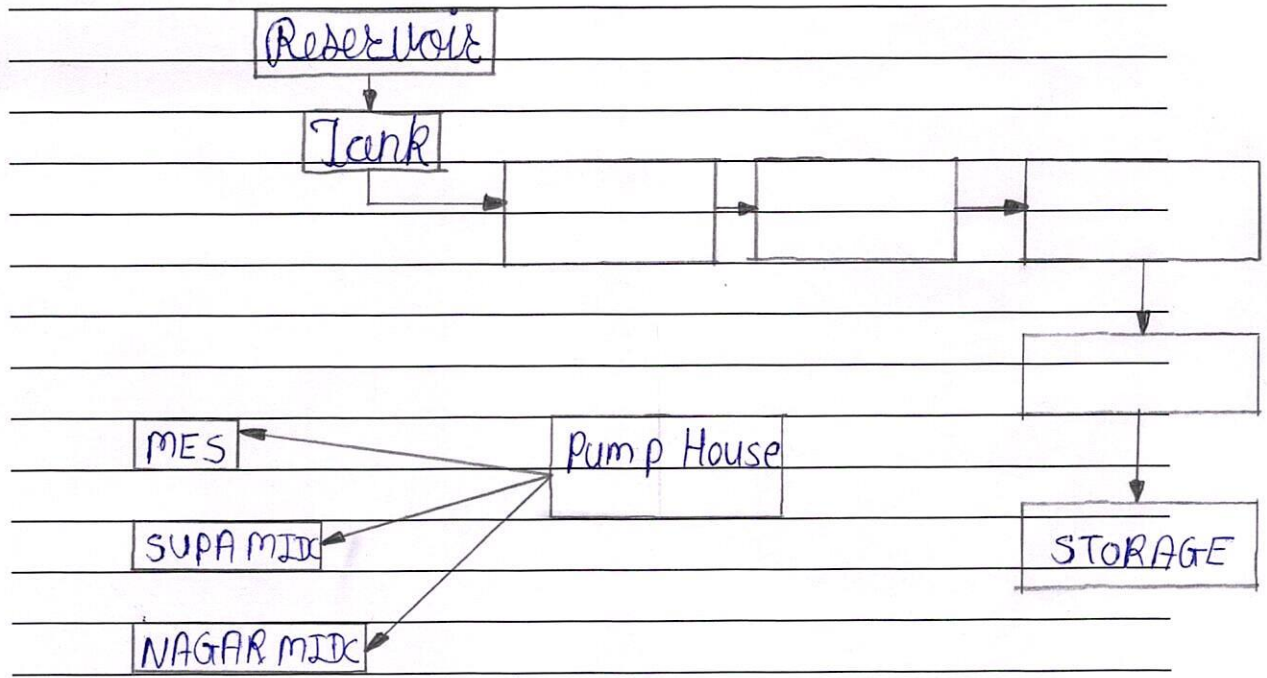 Reservoir
Tank
MES
Pump House
SUPA MIDC
STORAGE
NAGAR MIDC